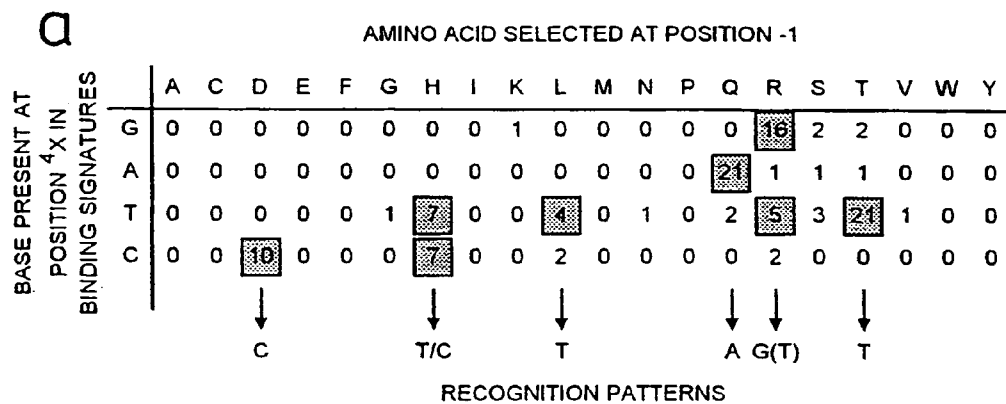 a
AMINO ACID SELECTED AT POSITION -1
BASE PRESENT AT
POSITION ⁴X IN
BINDING SIGNATURES
A C D E F G H I K L M N P Q R S T V W Y
G 0 0 0 0 0 0 0 0 1 0 0 0 0 0 16 2 2 0 0 0
A 0 0 0 0 0 0 0 0 0 0 0 0 0 21 1 1 1 0 0 0
T 0 0 0 0 0 1 7 0 0 4 0 1 0 2 5 3 21 1 0 0
C 0 0 10 0 0 0 7 0 0 2 0 0 0 0 2 0 0 0 0 0
C T/C T A G(T) T
RECOGNITION PATTERNS